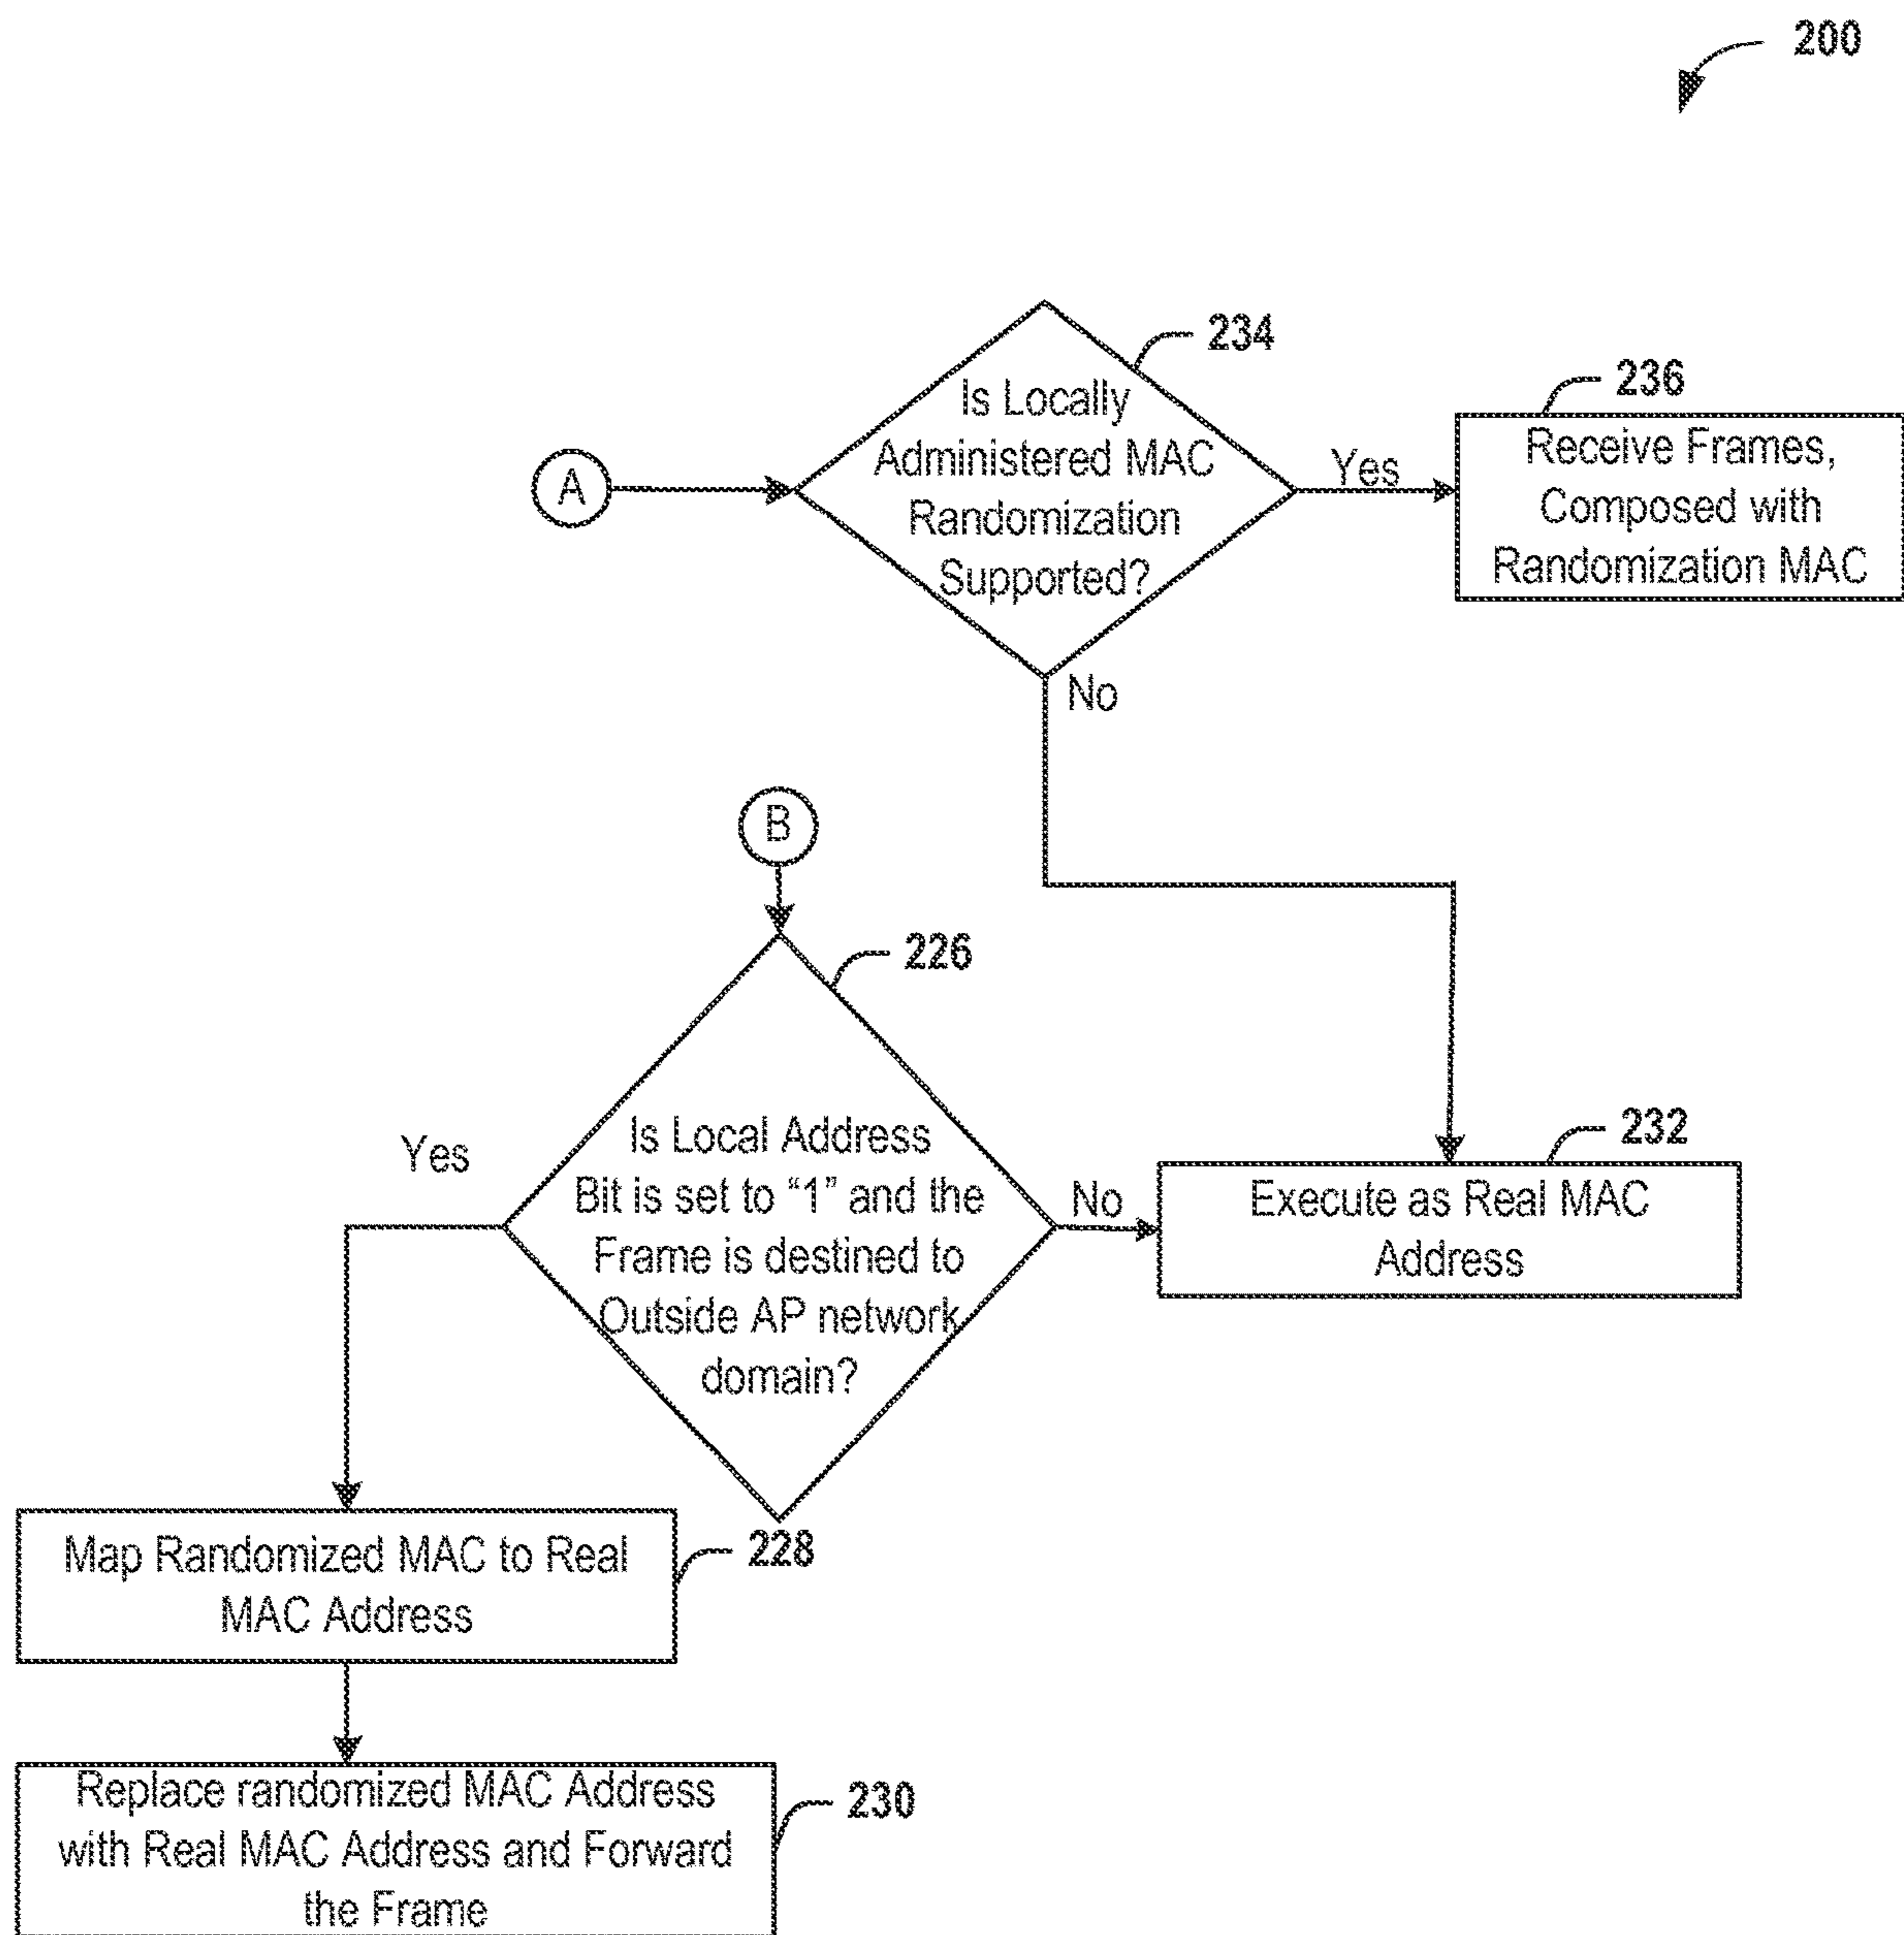 200
234
Is Locally
Administered MAC
Randomization
Supported?
A
Yes
236
Receive Frames,
Composed with
Randomization MAC
No
B
226
Is Local Address
Bit is set to “1” and the
Frame is destined to
Outside AP network
domain?
Yes
No
232
Execute as Real MAC
Address
Map Randomized MAC to Real
MAC Address
228
Replace randomized MAC Address
with Real MAC Address and Forward
the Frame
230